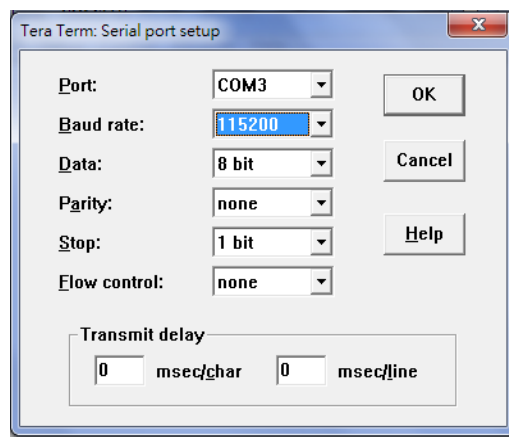 Tera Term: Serial port setup
Port: COM3 OK
Baud rate: 115200
Data: 8 bit Cancel
Parity: none
Stop: 1 bit Help
Flow control: none
Transmit delay
0 msec/char 0 msec/line